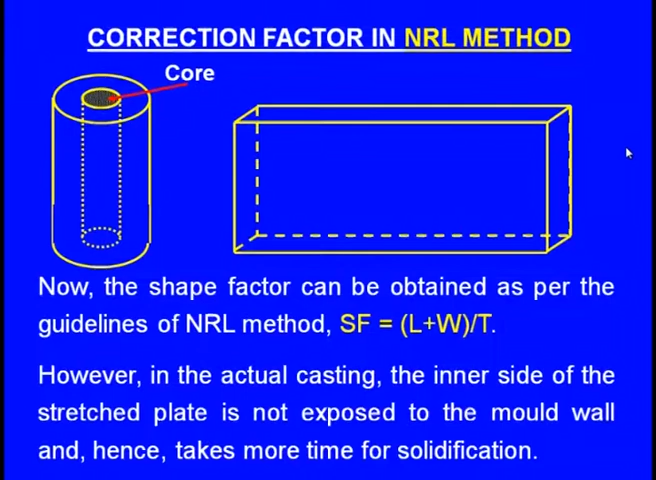 CORRECTION FACTOR IN NRL METHOD
Core
Now, the shape factor can be obtained as per the
guidelines of NRL method, SF = (L+W)/T.
However, in the actual casting, the inner side of the
stretched plate is not exposed to the mould wall
and, hence, takes more time for solidification.